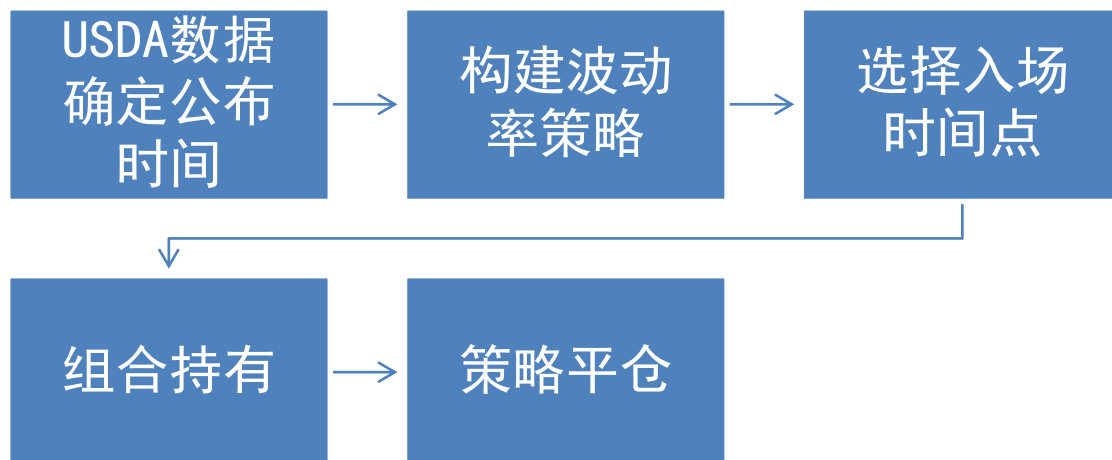 USDA数据
确定公布
时间
构建波动
率策略
选择入场
时间点
组合持有
策略平仓